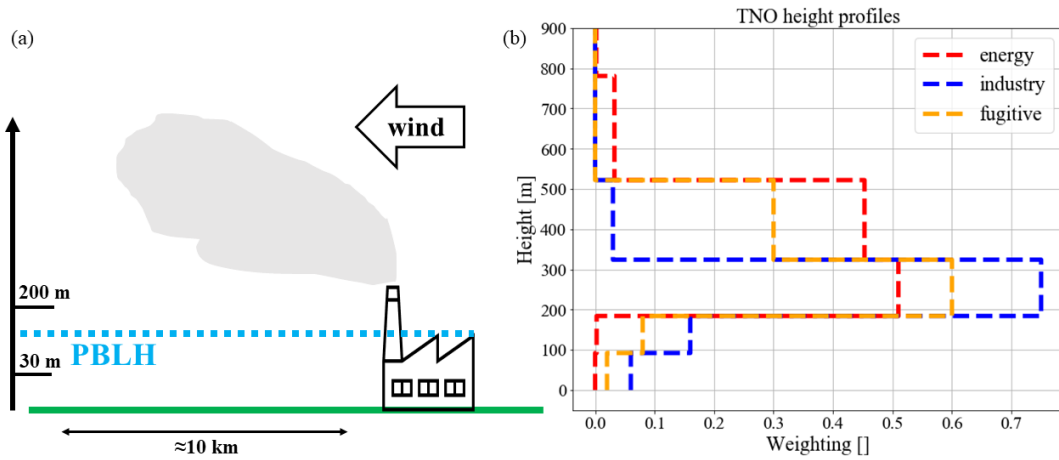 (a)
wind
200 m
PBLH
30 m
≈10 km
(b)
TNO height profiles
energy
industry
fugitive
900
800
700
600
500
400
300
200
100
0
Height [m]
0.0 0.1 0.2 0.3 0.4 0.5 0.6 0.7
Weighting []